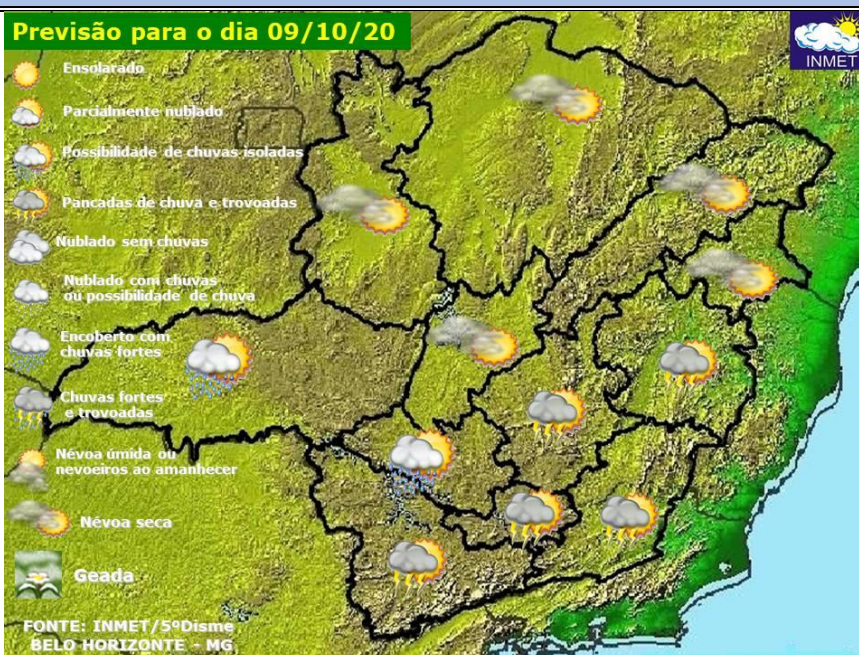 Previsão para o dia 09/10/20
INMET
Ensolarado
Parcialmente nublado
Possibilidade de chuvas isoladas
Pancadas de chuva e trovoadas
Nublado sem chuvas
Nublado com chuvas
ou possibilidade de chuva
Encoberto com
chuvas fortes
Chuvas fortes
e trovoadas
Névoa úmida ou
nevoeiros ao amanhecer
Névoa seca
Geada
FONTE: INMET/5ºDisme
BELO HORIZONTE - MG